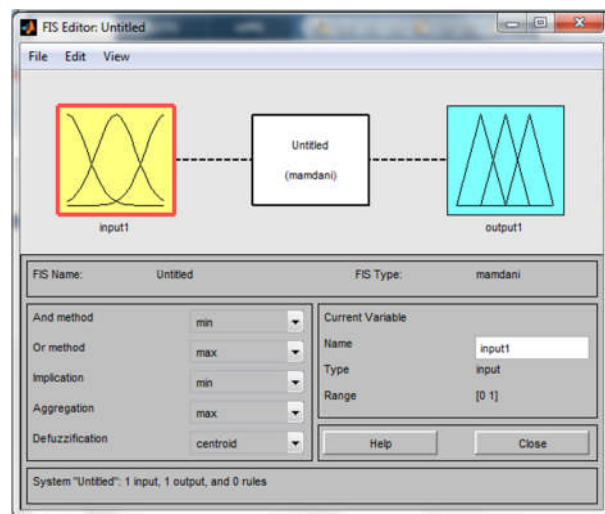 FIS Editor: Untitled
File Edit View
Untitled
(mamdani)
input1
output1
FIS Name: Untitled FIS Type: mamdani
And method min
Or method max
Implication min
Aggregation max
Defuzzification centroid
Current Variable
Name input1
Type input
Range [0 1]
Help Close
System "Untitled": 1 input, 1 output, and 0 rules